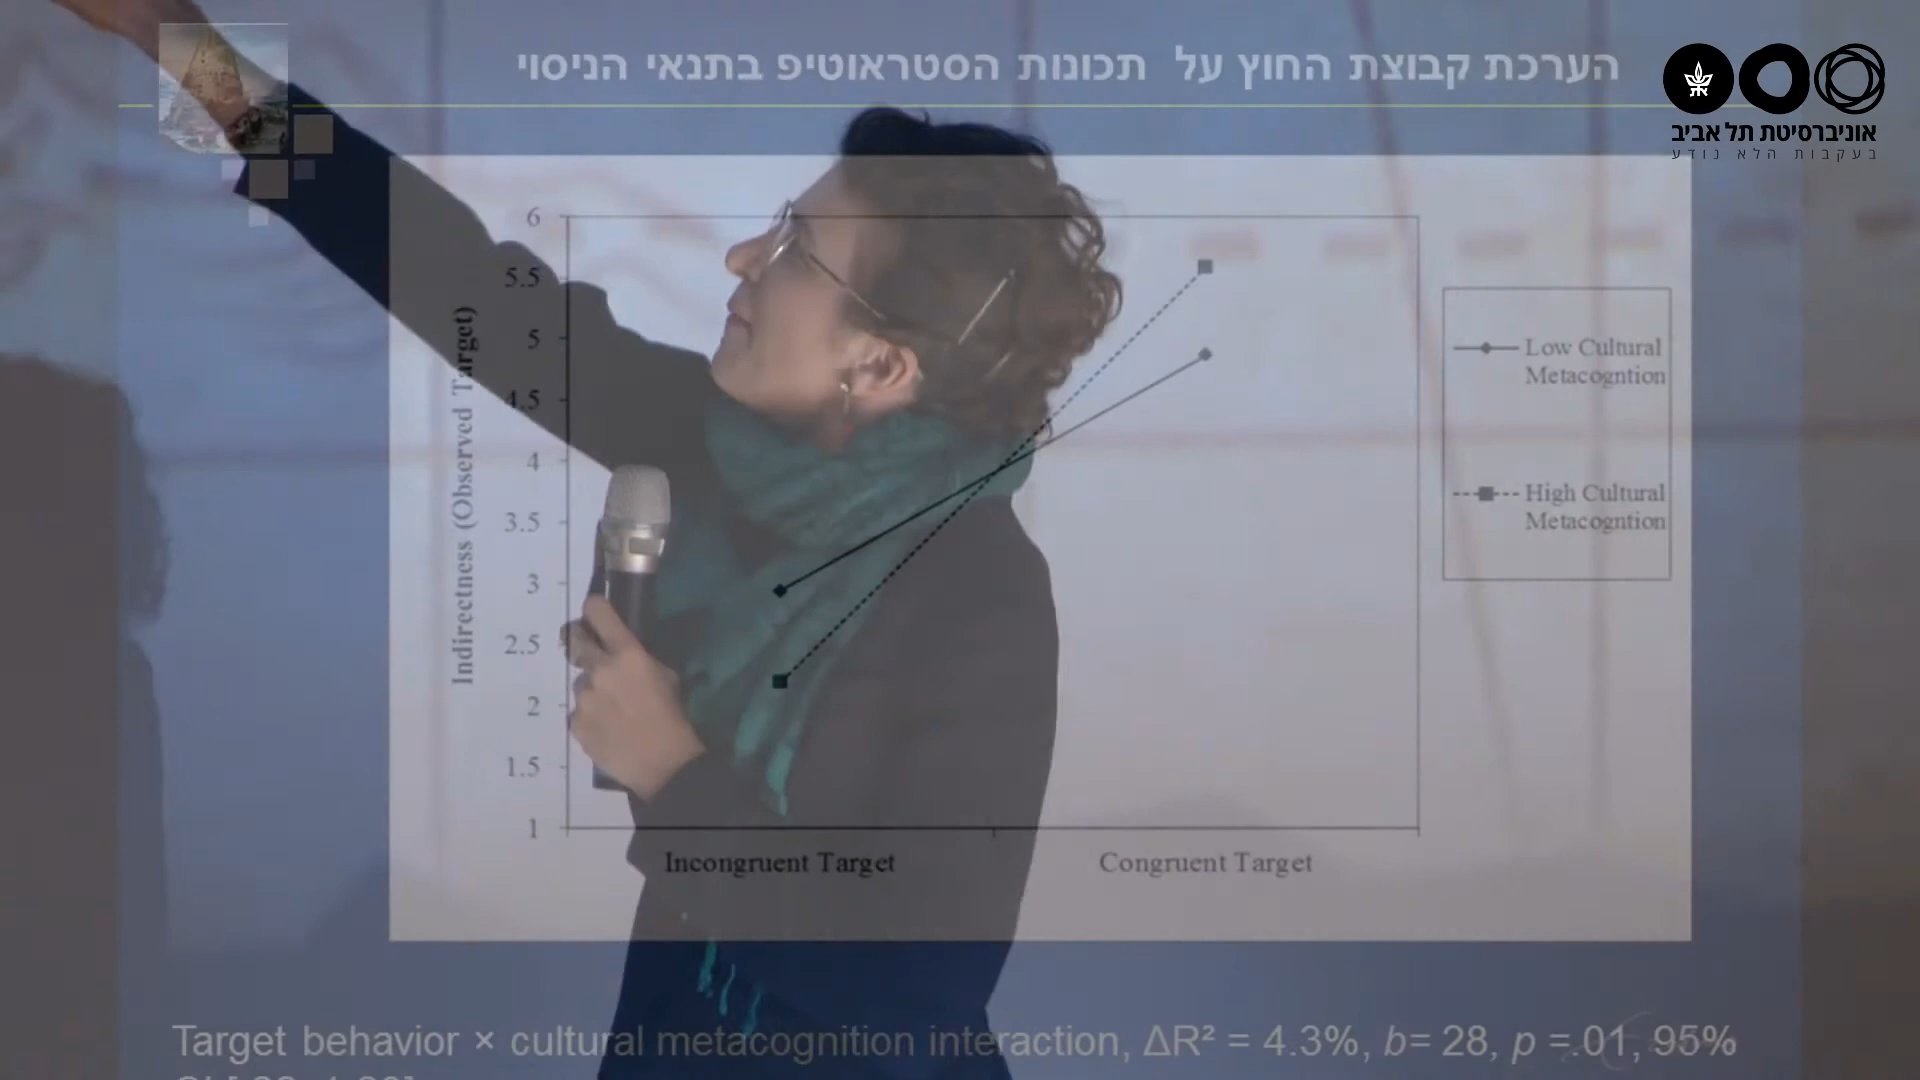 הערכת קבוצת החוץ על תכונות הסטראוטיפ בתנאי הניסוי
אוניברסיטת תל אביב
בעקבות הלא נודע
Indirectness (Observed Target)
6
5.5
5
4.5
4
3.5
3
2.5
2
1.5
1
Incongruent Target
Congruent Target
Low Cultural
Metacogntion
High Cultural
Metacogntion
Target behavior × cultural metacognition interaction, ΔR² = 4.3%, b= 28, p =.01, 95%